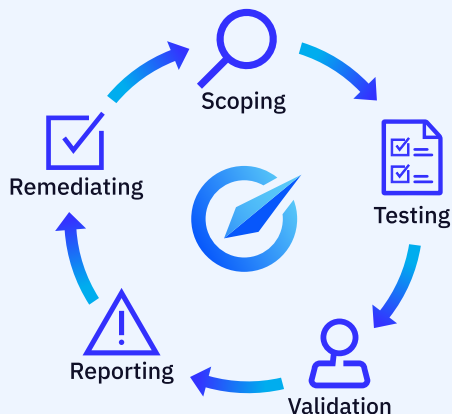 Scoping
Testing
Validation
Reporting
Remediating